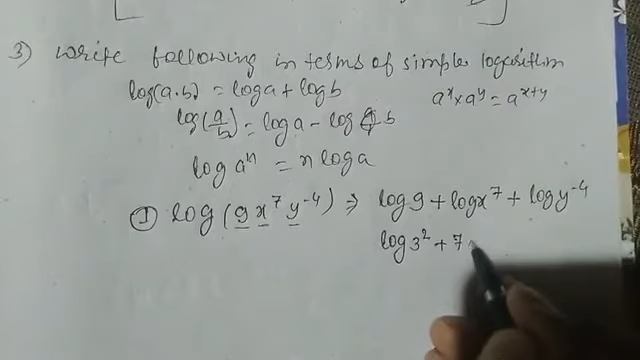 3) Write following in terms of simple logarithm
log(a.b) = log a + log b
a^x × a^y = a^{x+y}
log(a/b) = log a - log b
log a^n = n log a
① log (9 x^7 y^{-4}) ⇒ log 9 + log x^7 + log y^{-4}
log 3^2 + 7